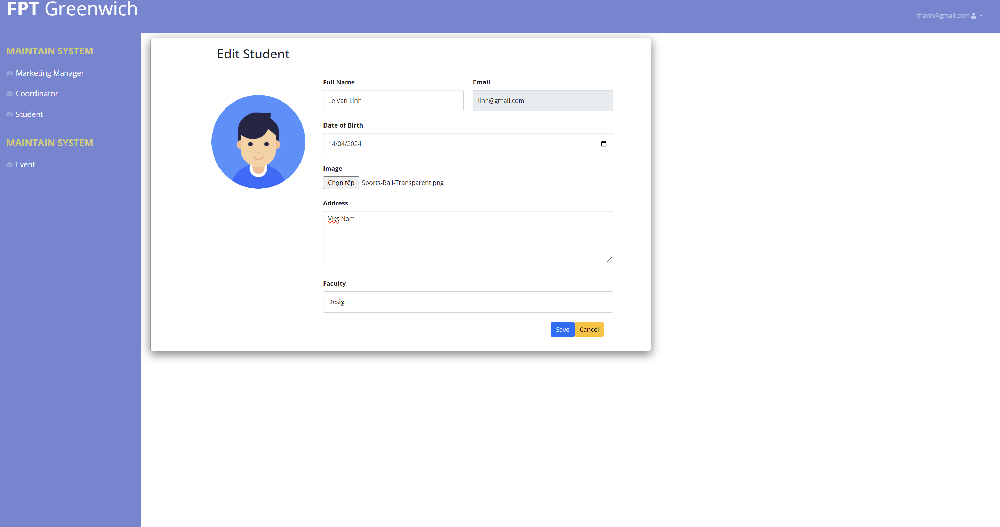 FPT Greenwich
thanh@gmail.com
MAINTAIN SYSTEM
Marketing Manager
Coordinator
Student
MAINTAIN SYSTEM
Event
Edit Student
Full Name
Email
Le Van Linh
linh@gmail.com
Date of Birth
14/04/2024
Image
Chọn tệp Sports-Ball-Transparent.png
Address
Viet Nam
Faculty
Design
Save Cancel